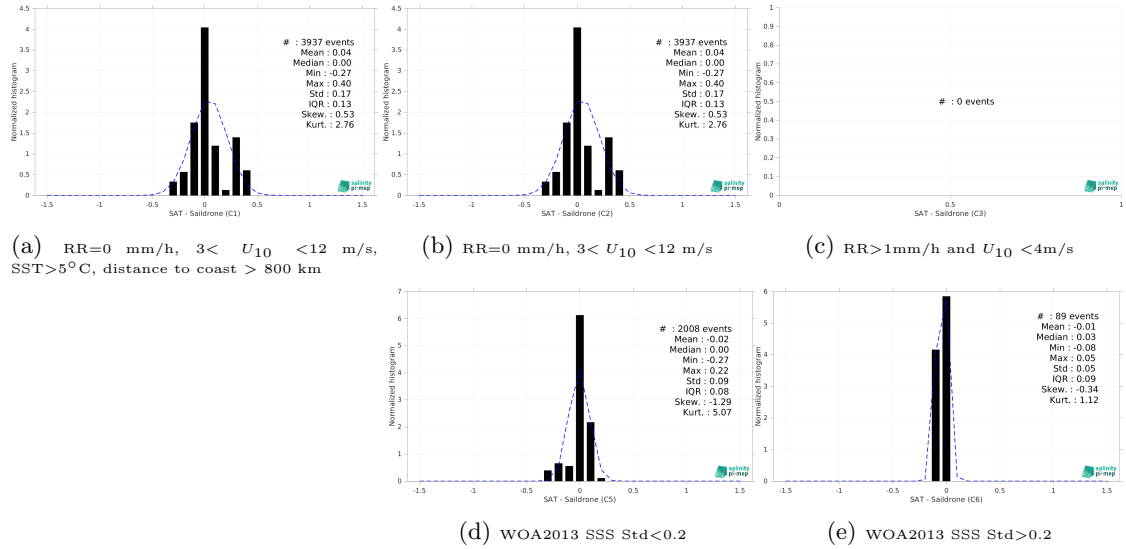 Normalized histogram
4.5
4
3.5
3
2.5
2
1.5
1
0.5
0
-1.5
-1
-0.5
0
0.5
1
1.5
# : 3937 events
Mean : 0.04
Median : 0.00
Min : -0.27
Max : 0.40
Std : 0.17
IQR : 0.13
Skew. : 0.53
Kurt. : 2.76
salinity
pi-mep
SAT - Saildrone (C1)
(a) RR=0 mm/h, 3< U10 <12 m/s,
SST>5°C, distance to coast > 800 km
Normalized histogram
4.5
4
3.5
3
2.5
2
1.5
1
0.5
0
-1.5
-1
-0.5
0
0.5
1
1.5
# : 3937 events
Mean : 0.04
Median : 0.00
Min : -0.27
Max : 0.40
Std : 0.17
IQR : 0.13
Skew. : 0.53
Kurt. : 2.76
salinity
pi-mep
SAT - Saildrone (C2)
(b) RR=0 mm/h, 3< U10 <12 m/s
Normalized histogram
1
0.9
0.8
0.7
0.6
0.5
0.4
0.3
0.2
0.1
0
0
0.5
1
# : 0 events
salinity
pi-mep
SAT - Saildrone (C3)
(c) RR>1mm/h and U10 <4m/s
Normalized histogram
7
6
5
4
3
2
1
0
-1.5
-1
-0.5
0
0.5
1
1.5
# : 2008 events
Mean : -0.02
Median : 0.00
Min : -0.27
Max : 0.22
Std : 0.09
IQR : 0.08
Skew. : -1.29
Kurt. : 5.07
salinity
pi-mep
SAT - Saildrone (C5)
(d) WOA2013 SSS Std<0.2
Normalized histogram
6
5
4
3
2
1
0
-1.5
-1
-0.5
0
0.5
1
1.5
# : 89 events
Mean : -0.01
Median : 0.03
Min : -0.08
Max : 0.05
Std : 0.05
IQR : 0.09
Skew. : -0.34
Kurt. : 1.12
salinity
pi-mep
SAT - Saildrone (C6)
(e) WOA2013 SSS Std>0.2